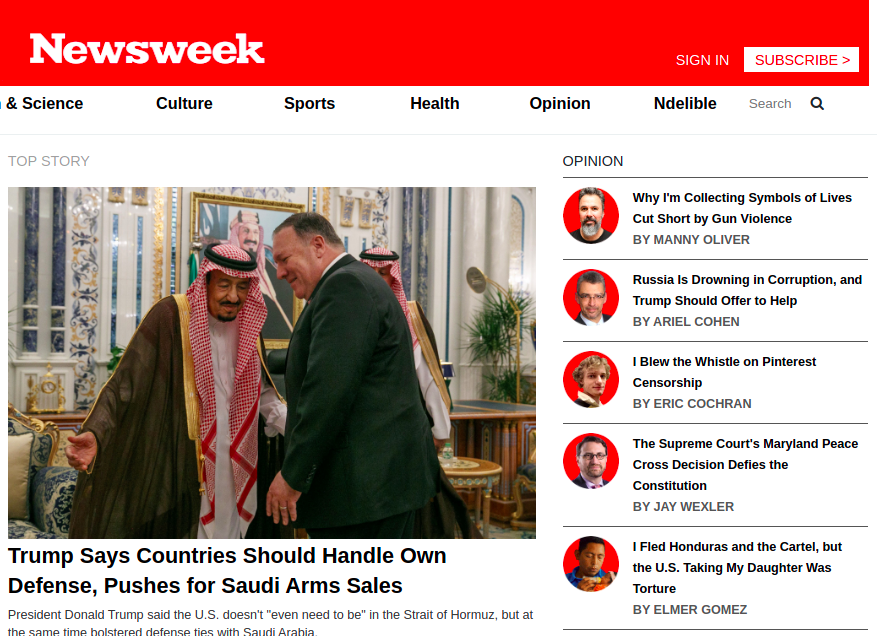 Newsweek
SIGN IN
SUBSCRIBE >
& Science
Culture
Sports
Health
Opinion
Ndelible
Search
TOP STORY
Trump Says Countries Should Handle Own
Defense, Pushes for Saudi Arms Sales
President Donald Trump said the U.S. doesn't "even need to be" in the Strait of Hormuz, but at
the same time bolstered defense ties with Saudi Arabia.
OPINION
Why I'm Collecting Symbols of Lives
Cut Short by Gun Violence
BY MANNY OLIVER
Russia Is Drowning in Corruption, and
Trump Should Offer to Help
BY ARIEL COHEN
I Blew the Whistle on Pinterest
Censorship
BY ERIC COCHRAN
The Supreme Court's Maryland Peace
Cross Decision Defies the
Constitution
BY JAY WEXLER
I Fled Honduras and the Cartel, but
the U.S. Taking My Daughter Was
Torture
BY ELMER GOMEZ